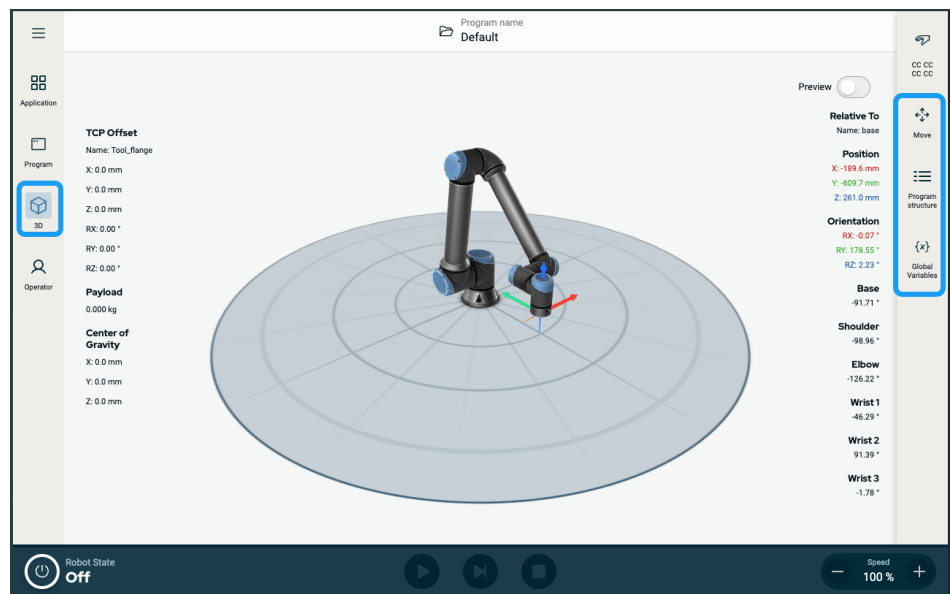 Program name
Default
CC CC
CC CC
Application
Program
3D
Operator
TCP Offset
Name: Tool_flange
X: 0.0 mm
Y: 0.0 mm
Z: 0.0 mm
RX: 0.00 °
RY: 0.00 °
RZ: 0.00 °
Payload
0.000 kg
Center of
Gravity
X: 0.0 mm
Y: 0.0 mm
Z: 0.0 mm
Preview
Relative To
Name: base
Position
X: -189.6 mm
Y: -609.7 mm
Z: 261.0 mm
Orientation
RX: -0.07 °
RY: 178.55 °
RZ: 2.23 °
Base
-91.71 °
Shoulder
-98.96 °
Elbow
-126.22 °
Wrist 1
-46.29 °
Wrist 2
91.39 °
Wrist 3
-1.78 °
Move
Program
structure
{x}
Global
Variables
Robot State
Off
Speed
100 %